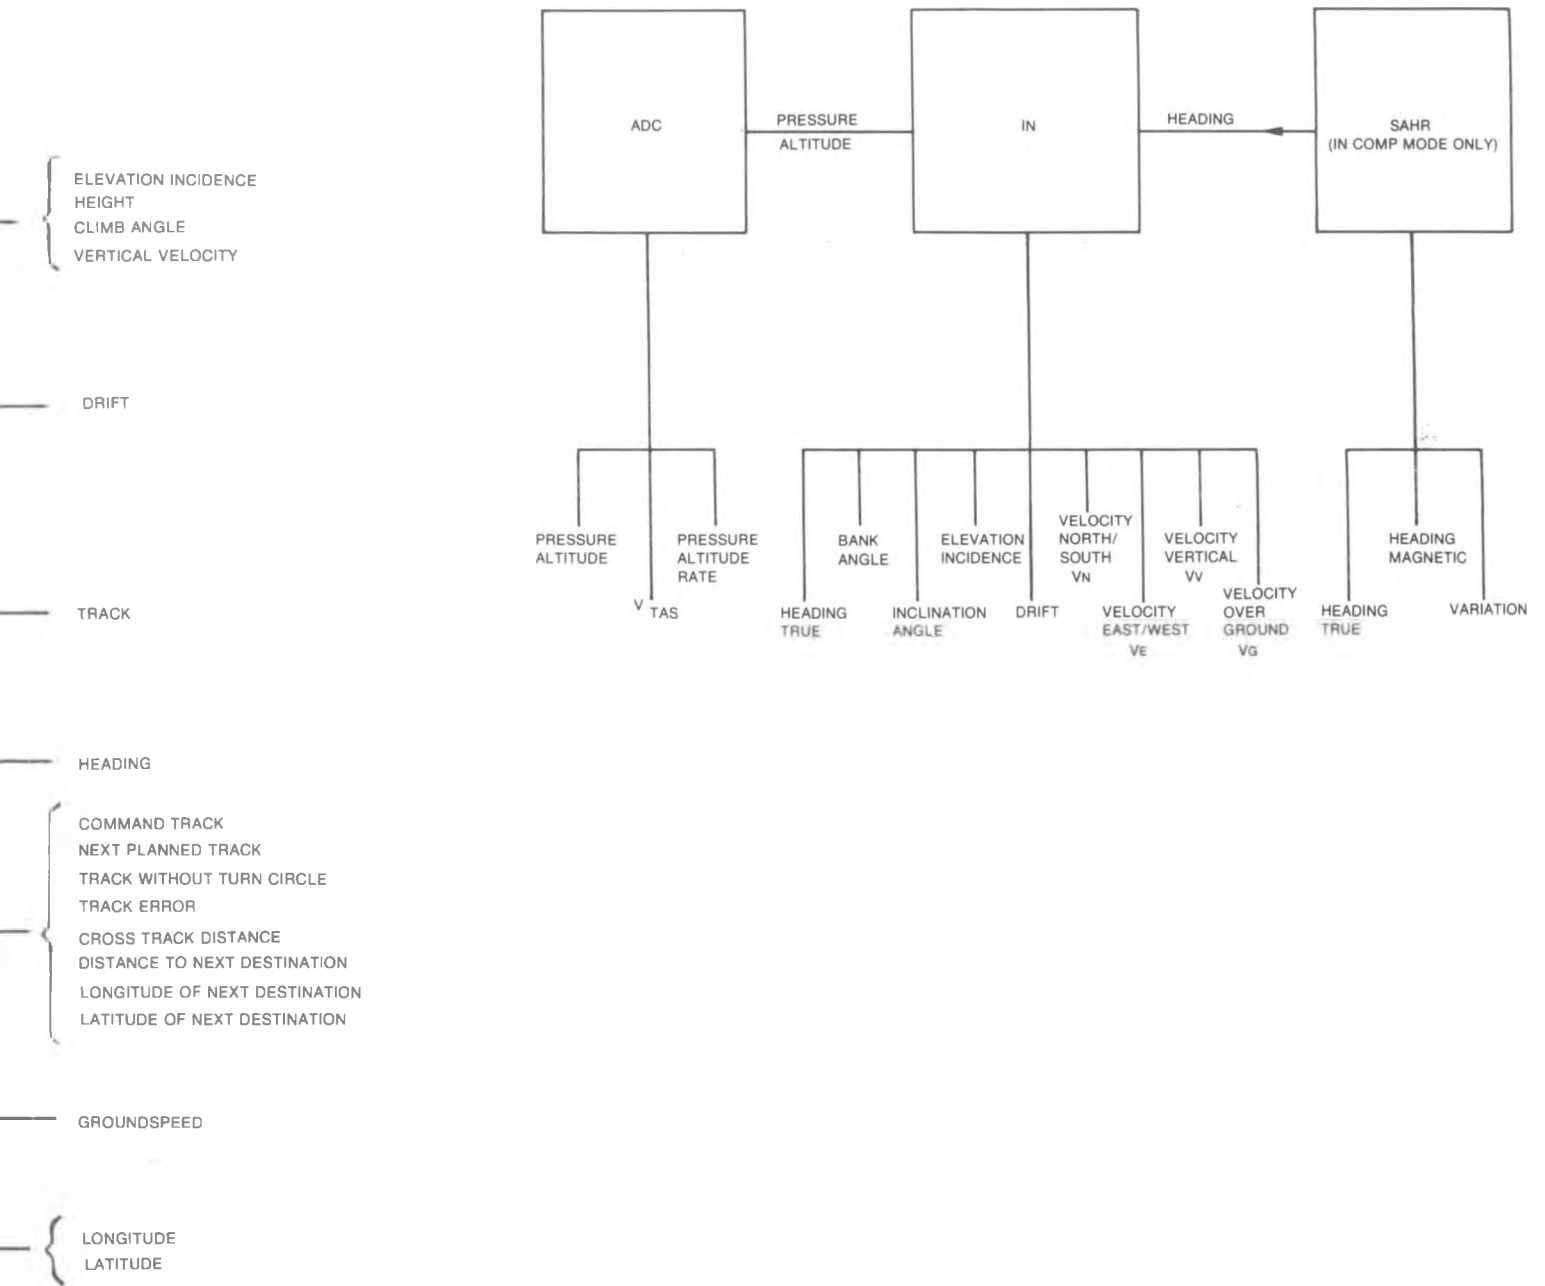 ELEVATION INCIDENCE
HEIGHT
CLIMB ANGLE
VERTICAL VELOCITY
DRIFT
TRACK
HEADING
COMMAND TRACK
NEXT PLANNED TRACK
TRACK WITHOUT TURN CIRCLE
TRACK ERROR
CROSS TRACK DISTANCE
DISTANCE TO NEXT DESTINATION
LONGITUDE OF NEXT DESTINATION
LATITUDE OF NEXT DESTINATION
GROUNDSPEED
LONGITUDE
LATITUDE
ADC
PRESSURE
ALTITUDE
IN
HEADING
SAHR
(IN COMP MODE ONLY)
PRESSURE
ALTITUDE
V TAS
PRESSURE
ALTITUDE
RATE
HEADING
TRUE
BANK
ANGLE
INCLINATION
ANGLE
ELEVATION
INCIDENCE
DRIFT
VELOCITY
NORTH/
SOUTH
VN
VELOCITY
EAST/WEST
VE
VELOCITY
VERTICAL
VV
VELOCITY
OVER
GROUND
VG
HEADING
TRUE
HEADING
MAGNETIC
VARIATION